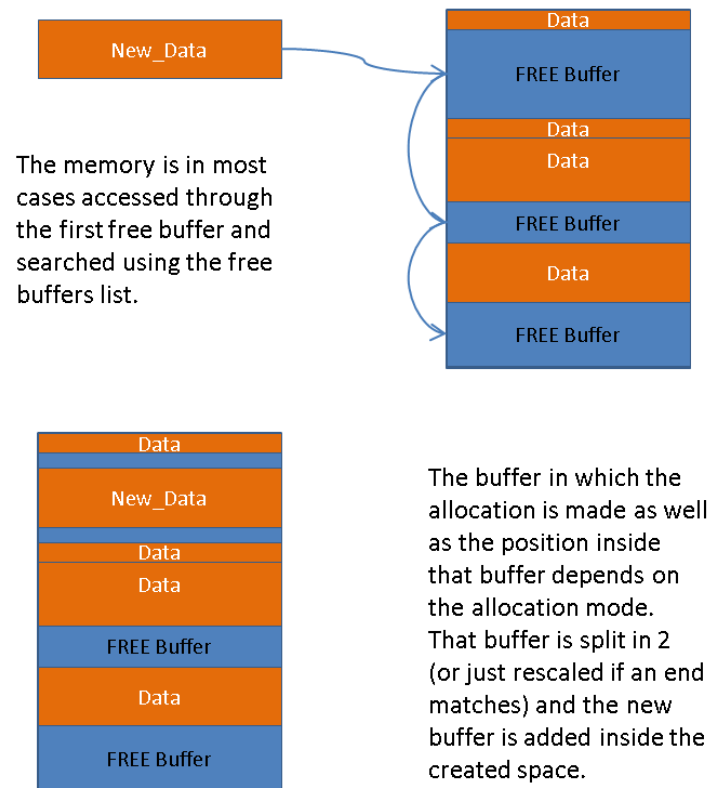 New_Data
Data
FREE Buffer
Data
Data
FREE Buffer
Data
FREE Buffer
The memory is in most
cases accessed through
the first free buffer and
searched using the free
buffers list.
Data
New_Data
Data
Data
FREE Buffer
Data
FREE Buffer
The buffer in which the
allocation is made as well
as the position inside
that buffer depends on
the allocation mode.
That buffer is split in 2
(or just rescaled if an end
matches) and the new
buffer is added inside the
created space.